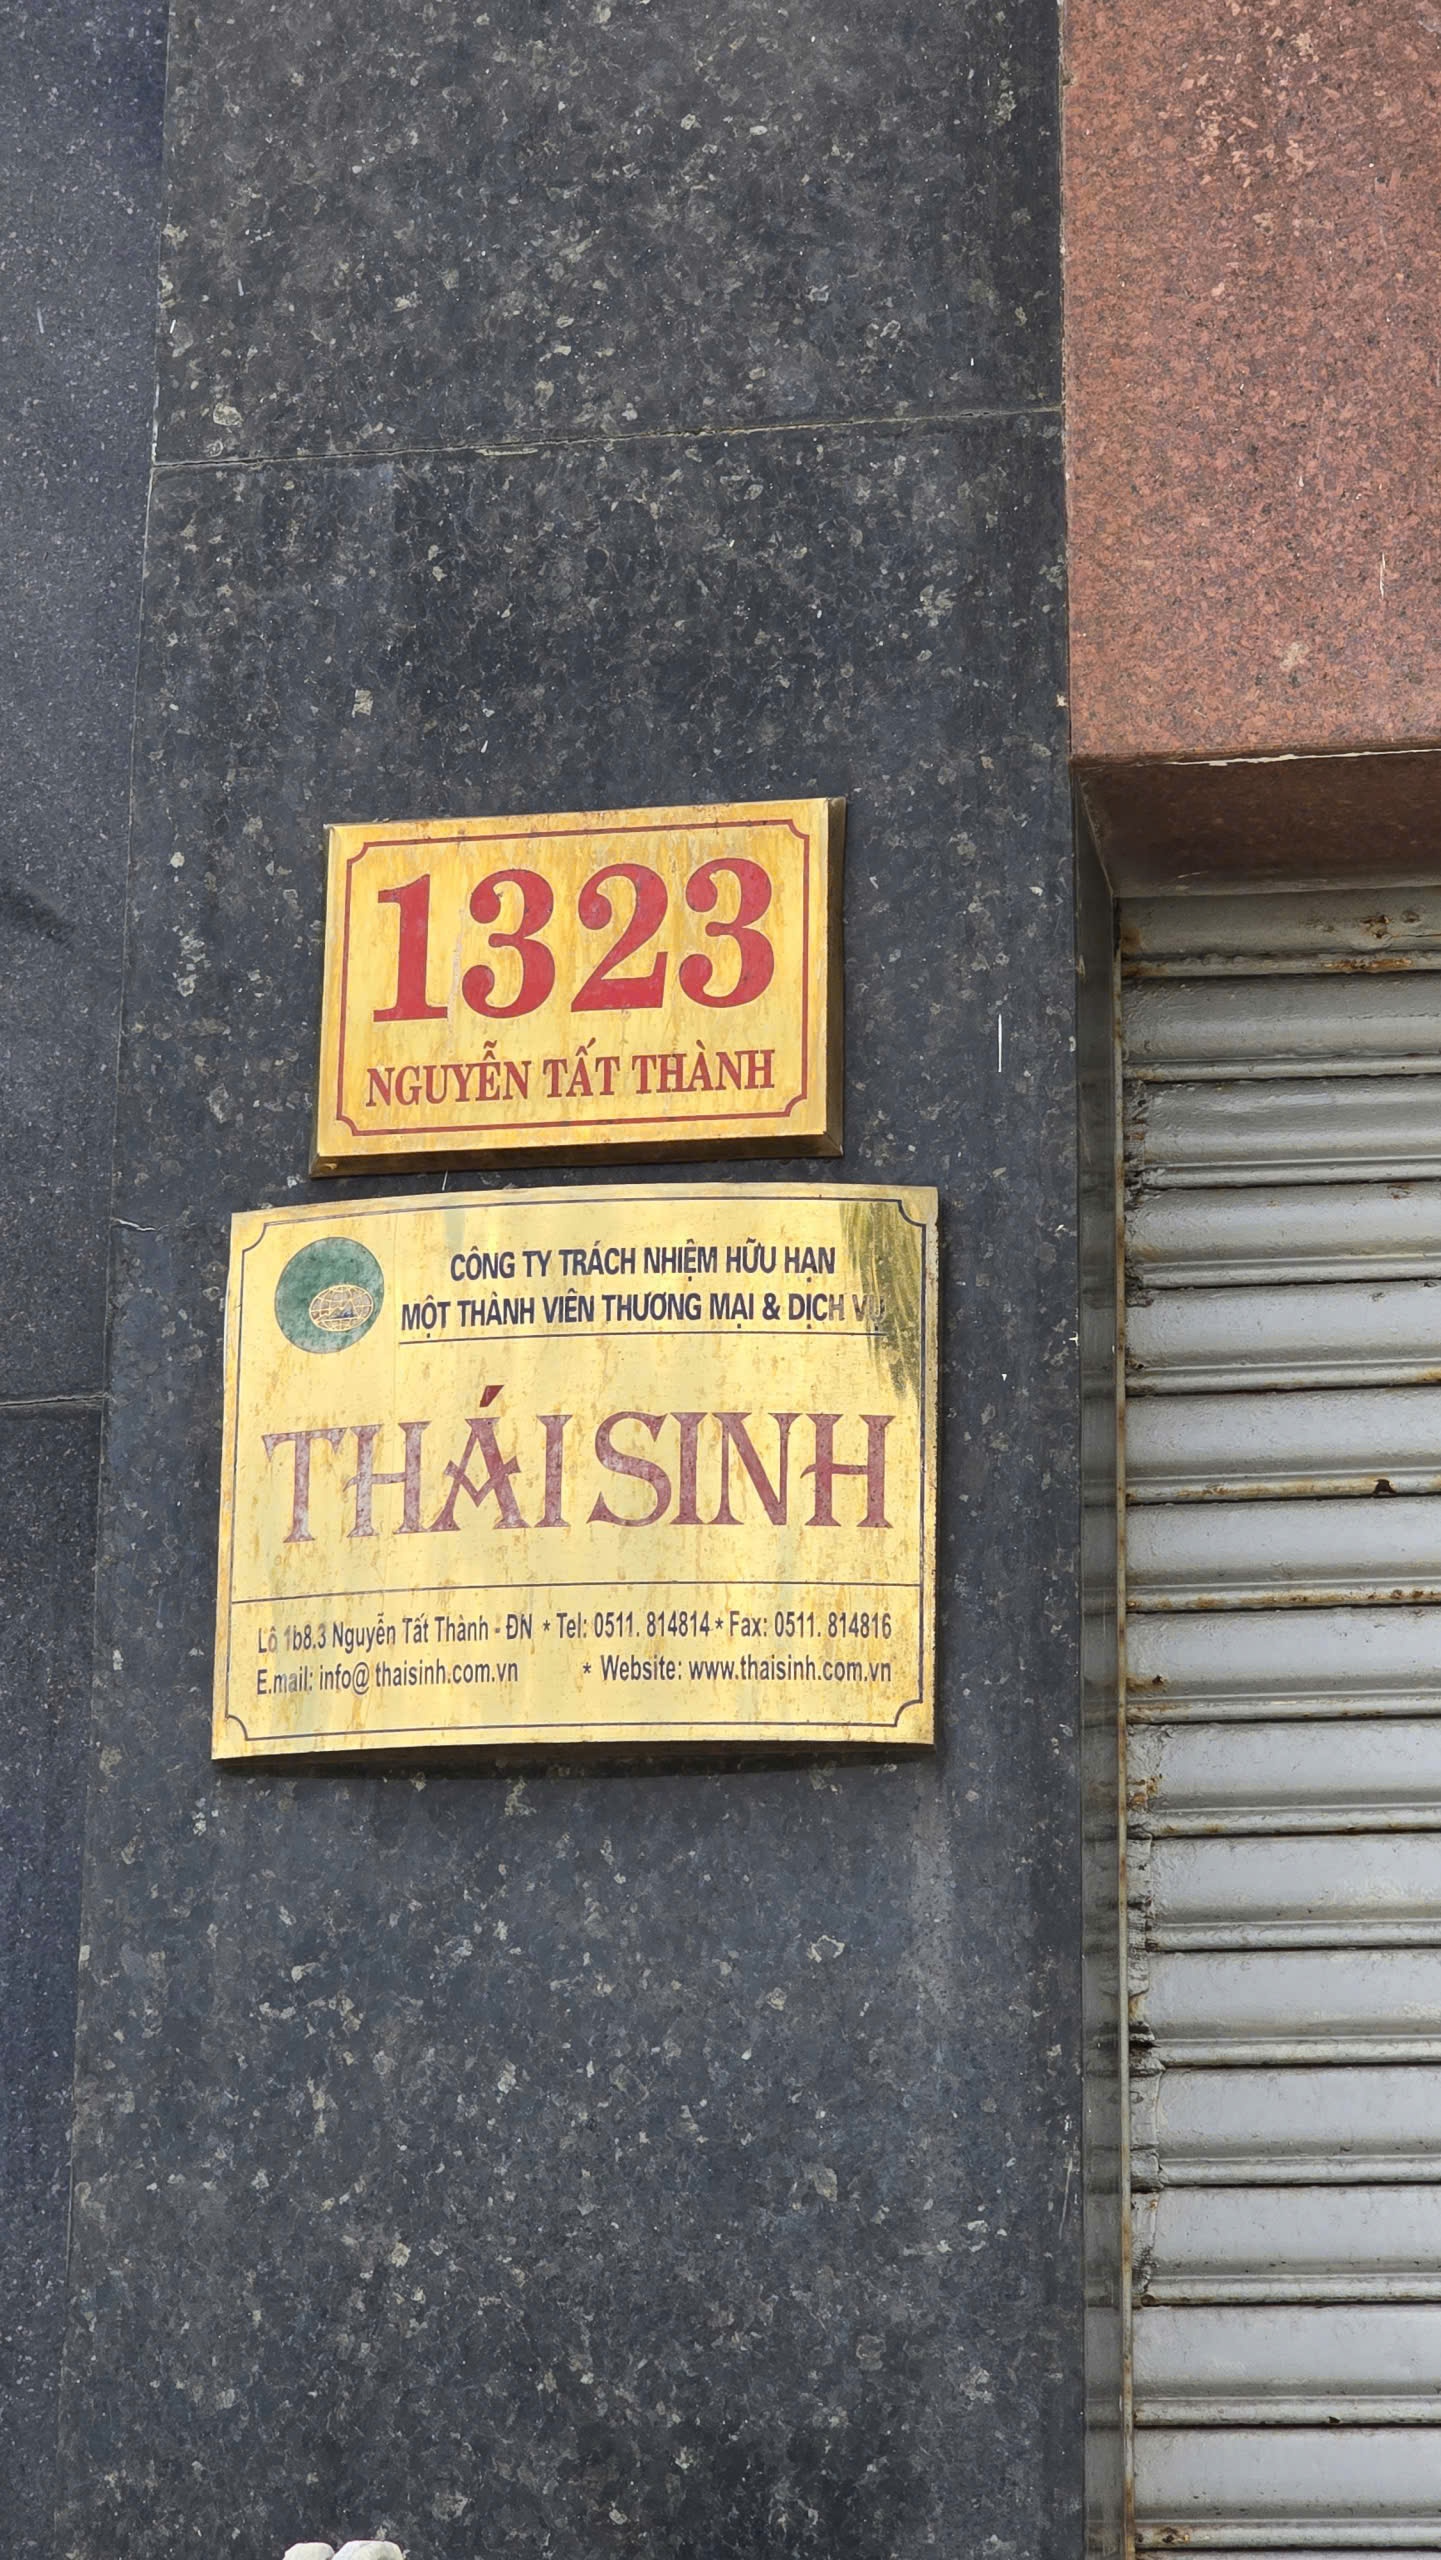 1323
NGUYỄN TẤT THÀNH
CÔNG TY TRÁCH NHIỆM HỮU HẠN
MỘT THÀNH VIÊN THƯƠNG MẠI & DỊCH VỤ
THÁI SINH
Lô 1b8.3 Nguyễn Tất Thành - ĐN * Tel: 0511. 814814 * Fax: 0511. 814816
E.mail: info@ thaisinh.com.vn * Website: www.thaisinh.com.vn